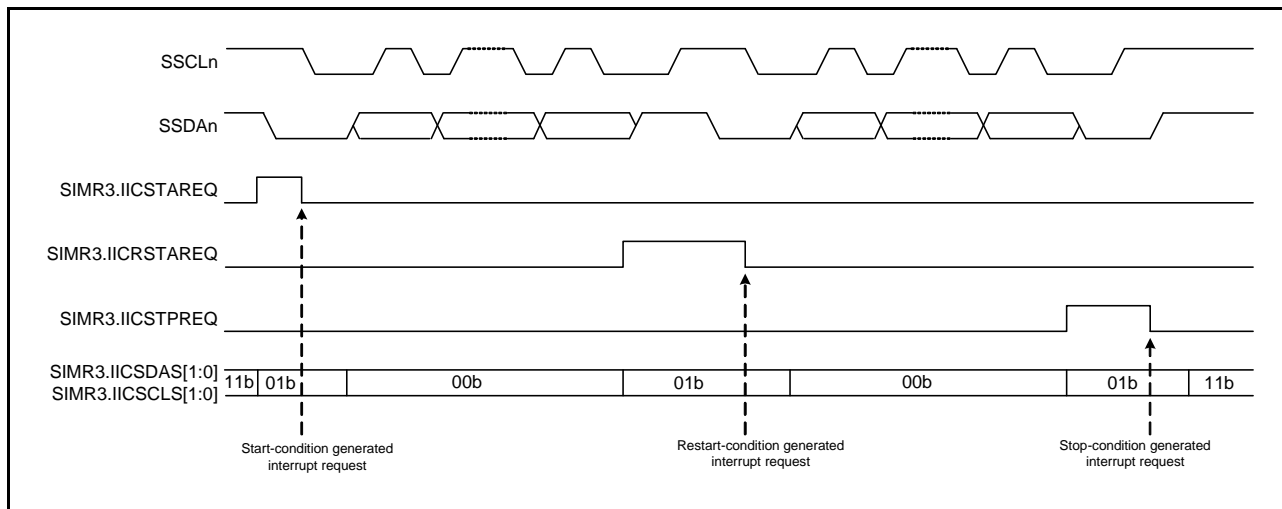 SSCLn
SSDAn
SIMR3.IICSTAREQ
SIMR3.IICRSTAREQ
SIMR3.IICSTPREQ
SIMR3.IICSDAS[1:0]
SIMR3.IICSCLS[1:0]
11b 01b 00b 01b 00b 01b 11b
Start-condition generated
interrupt request
Restart-condition generated
interrupt request
Stop-condition generated
interrupt request